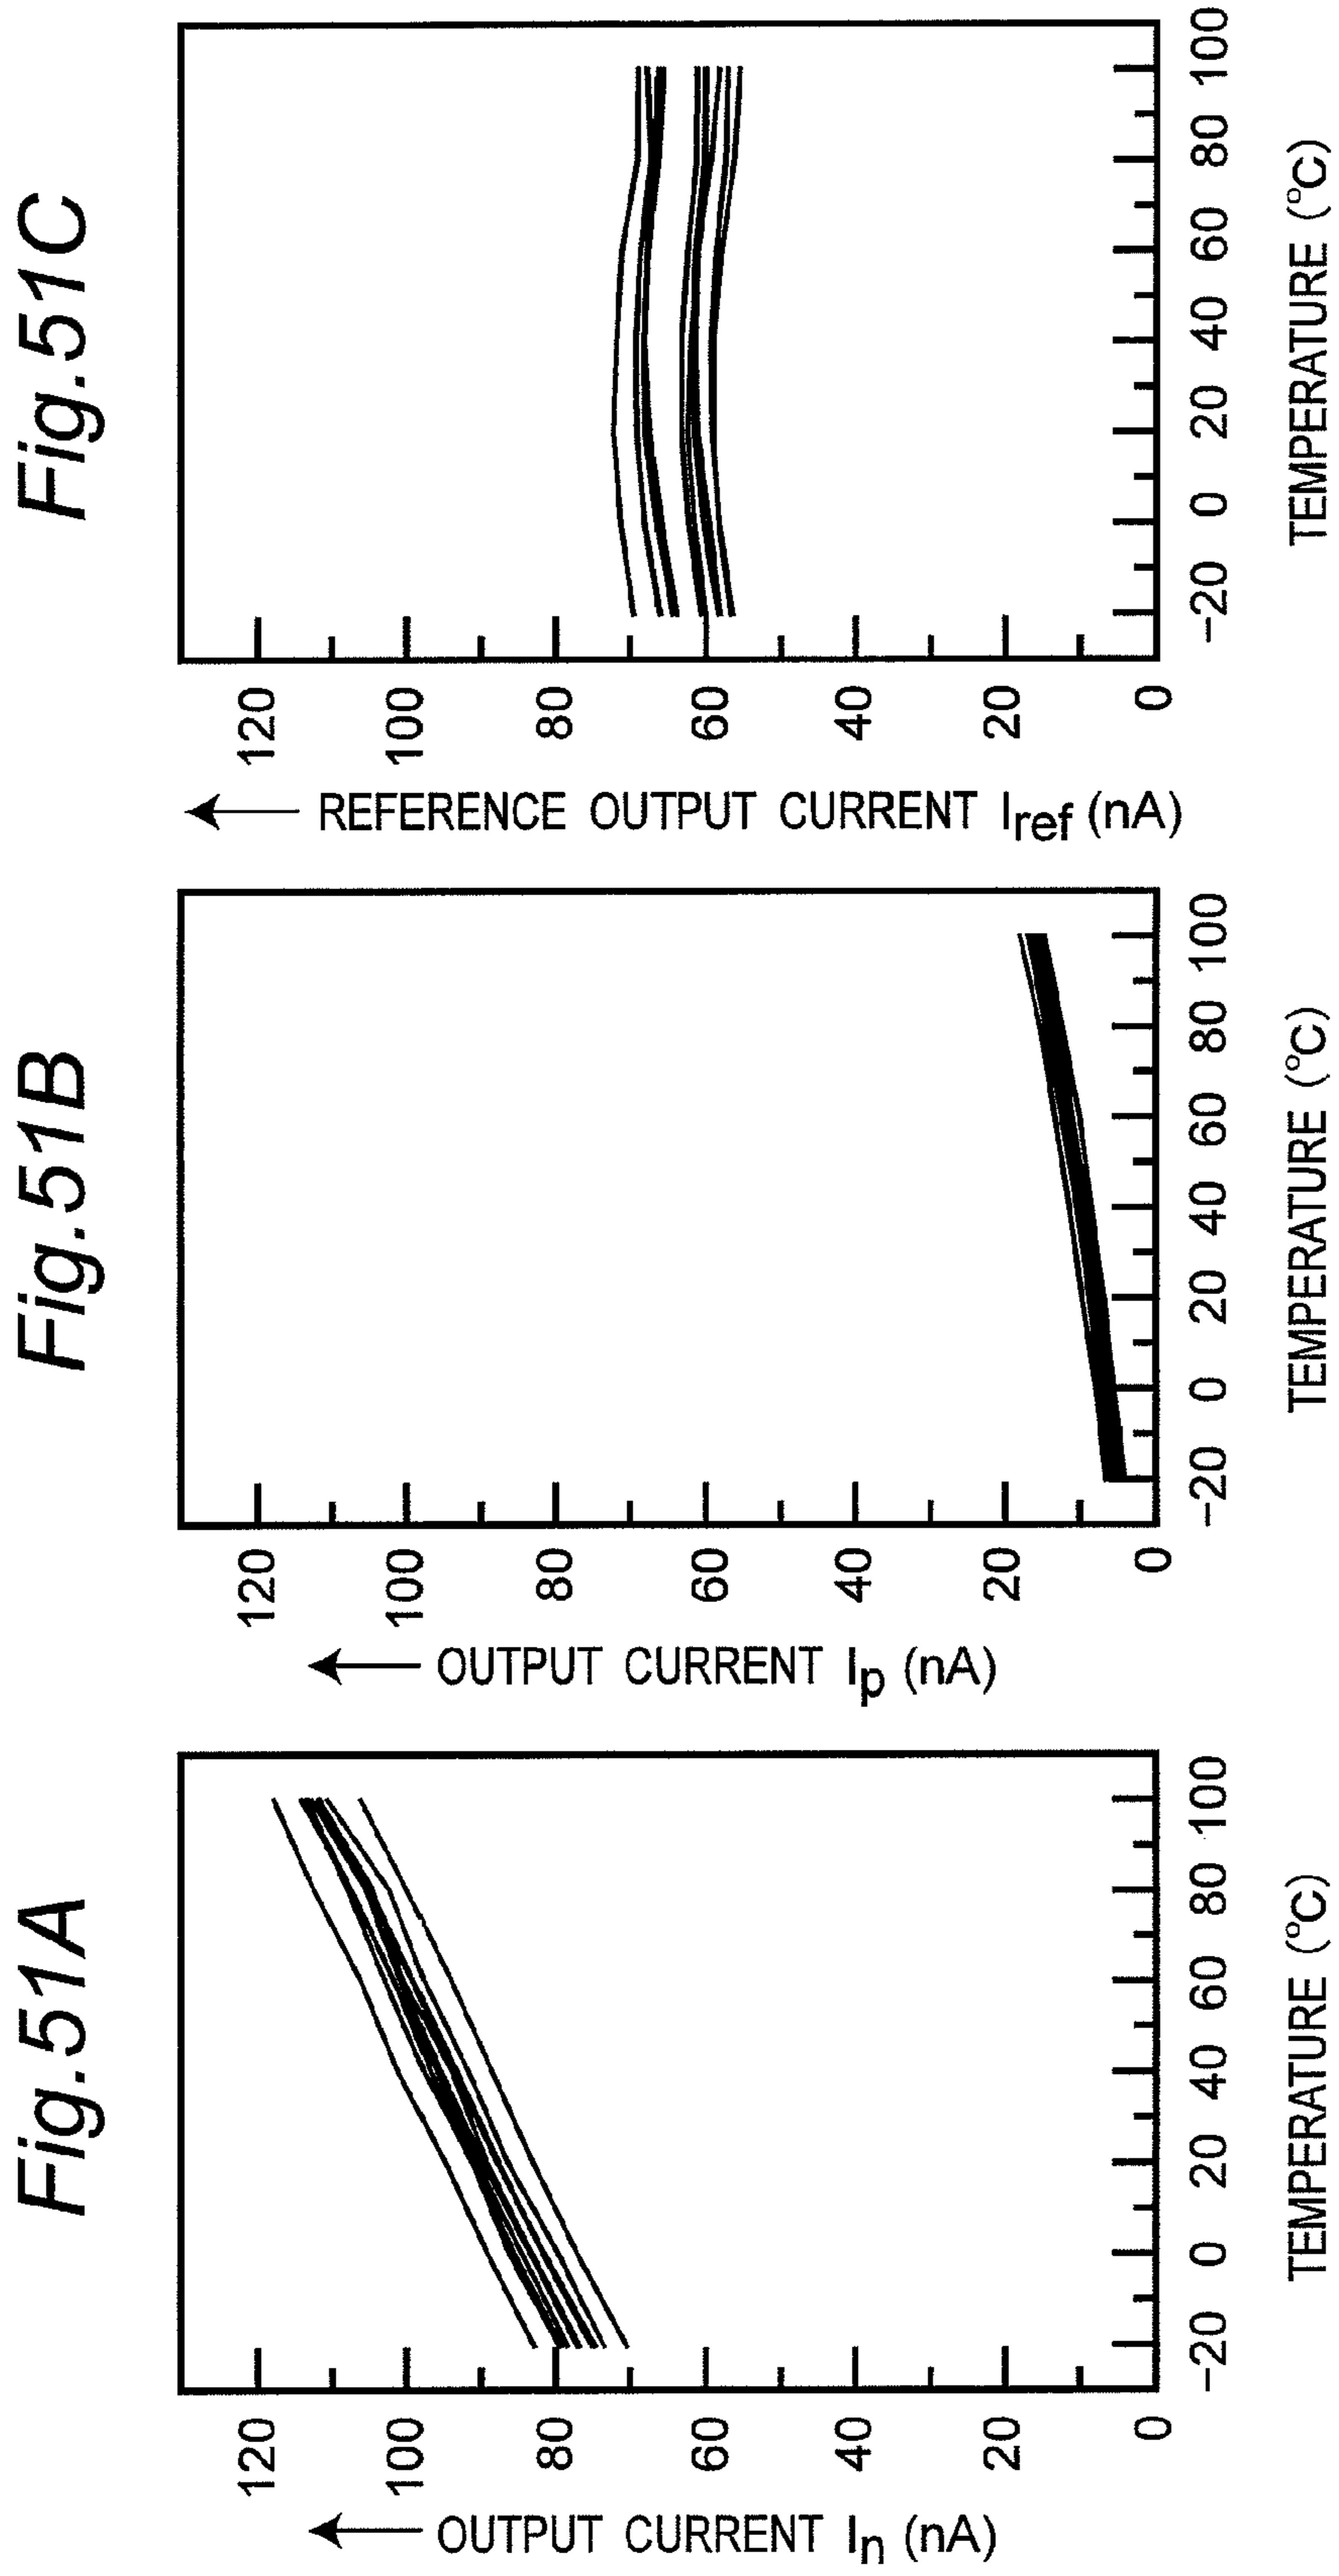 Fig.51A
OUTPUT CURRENT In (nA)
120
100
80
60
40
20
0
-20 0 20 40 60 80 100
TEMPERATURE (°C)
Fig.51B
OUTPUT CURRENT Ip (nA)
120
100
80
60
40
20
0
-20 0 20 40 60 80 100
TEMPERATURE (°C)
Fig.51C
REFERENCE OUTPUT CURRENT Iref (nA)
120
100
80
60
40
20
0
-20 0 20 40 60 80 100
TEMPERATURE (°C)